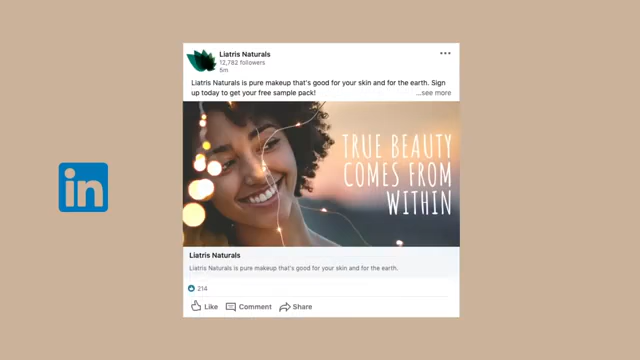 Liatris Naturals
12,782 followers
5m
Liatris Naturals is pure makeup that's good for your skin and for the earth. Sign
up today to get your free sample pack!
...see more
TRUE BEAUTY
COMES FROM
WITHIN
in
Liatris Naturals
Liatris Naturals is pure makeup that's good for your skin and for the earth.
214
Like Comment Share